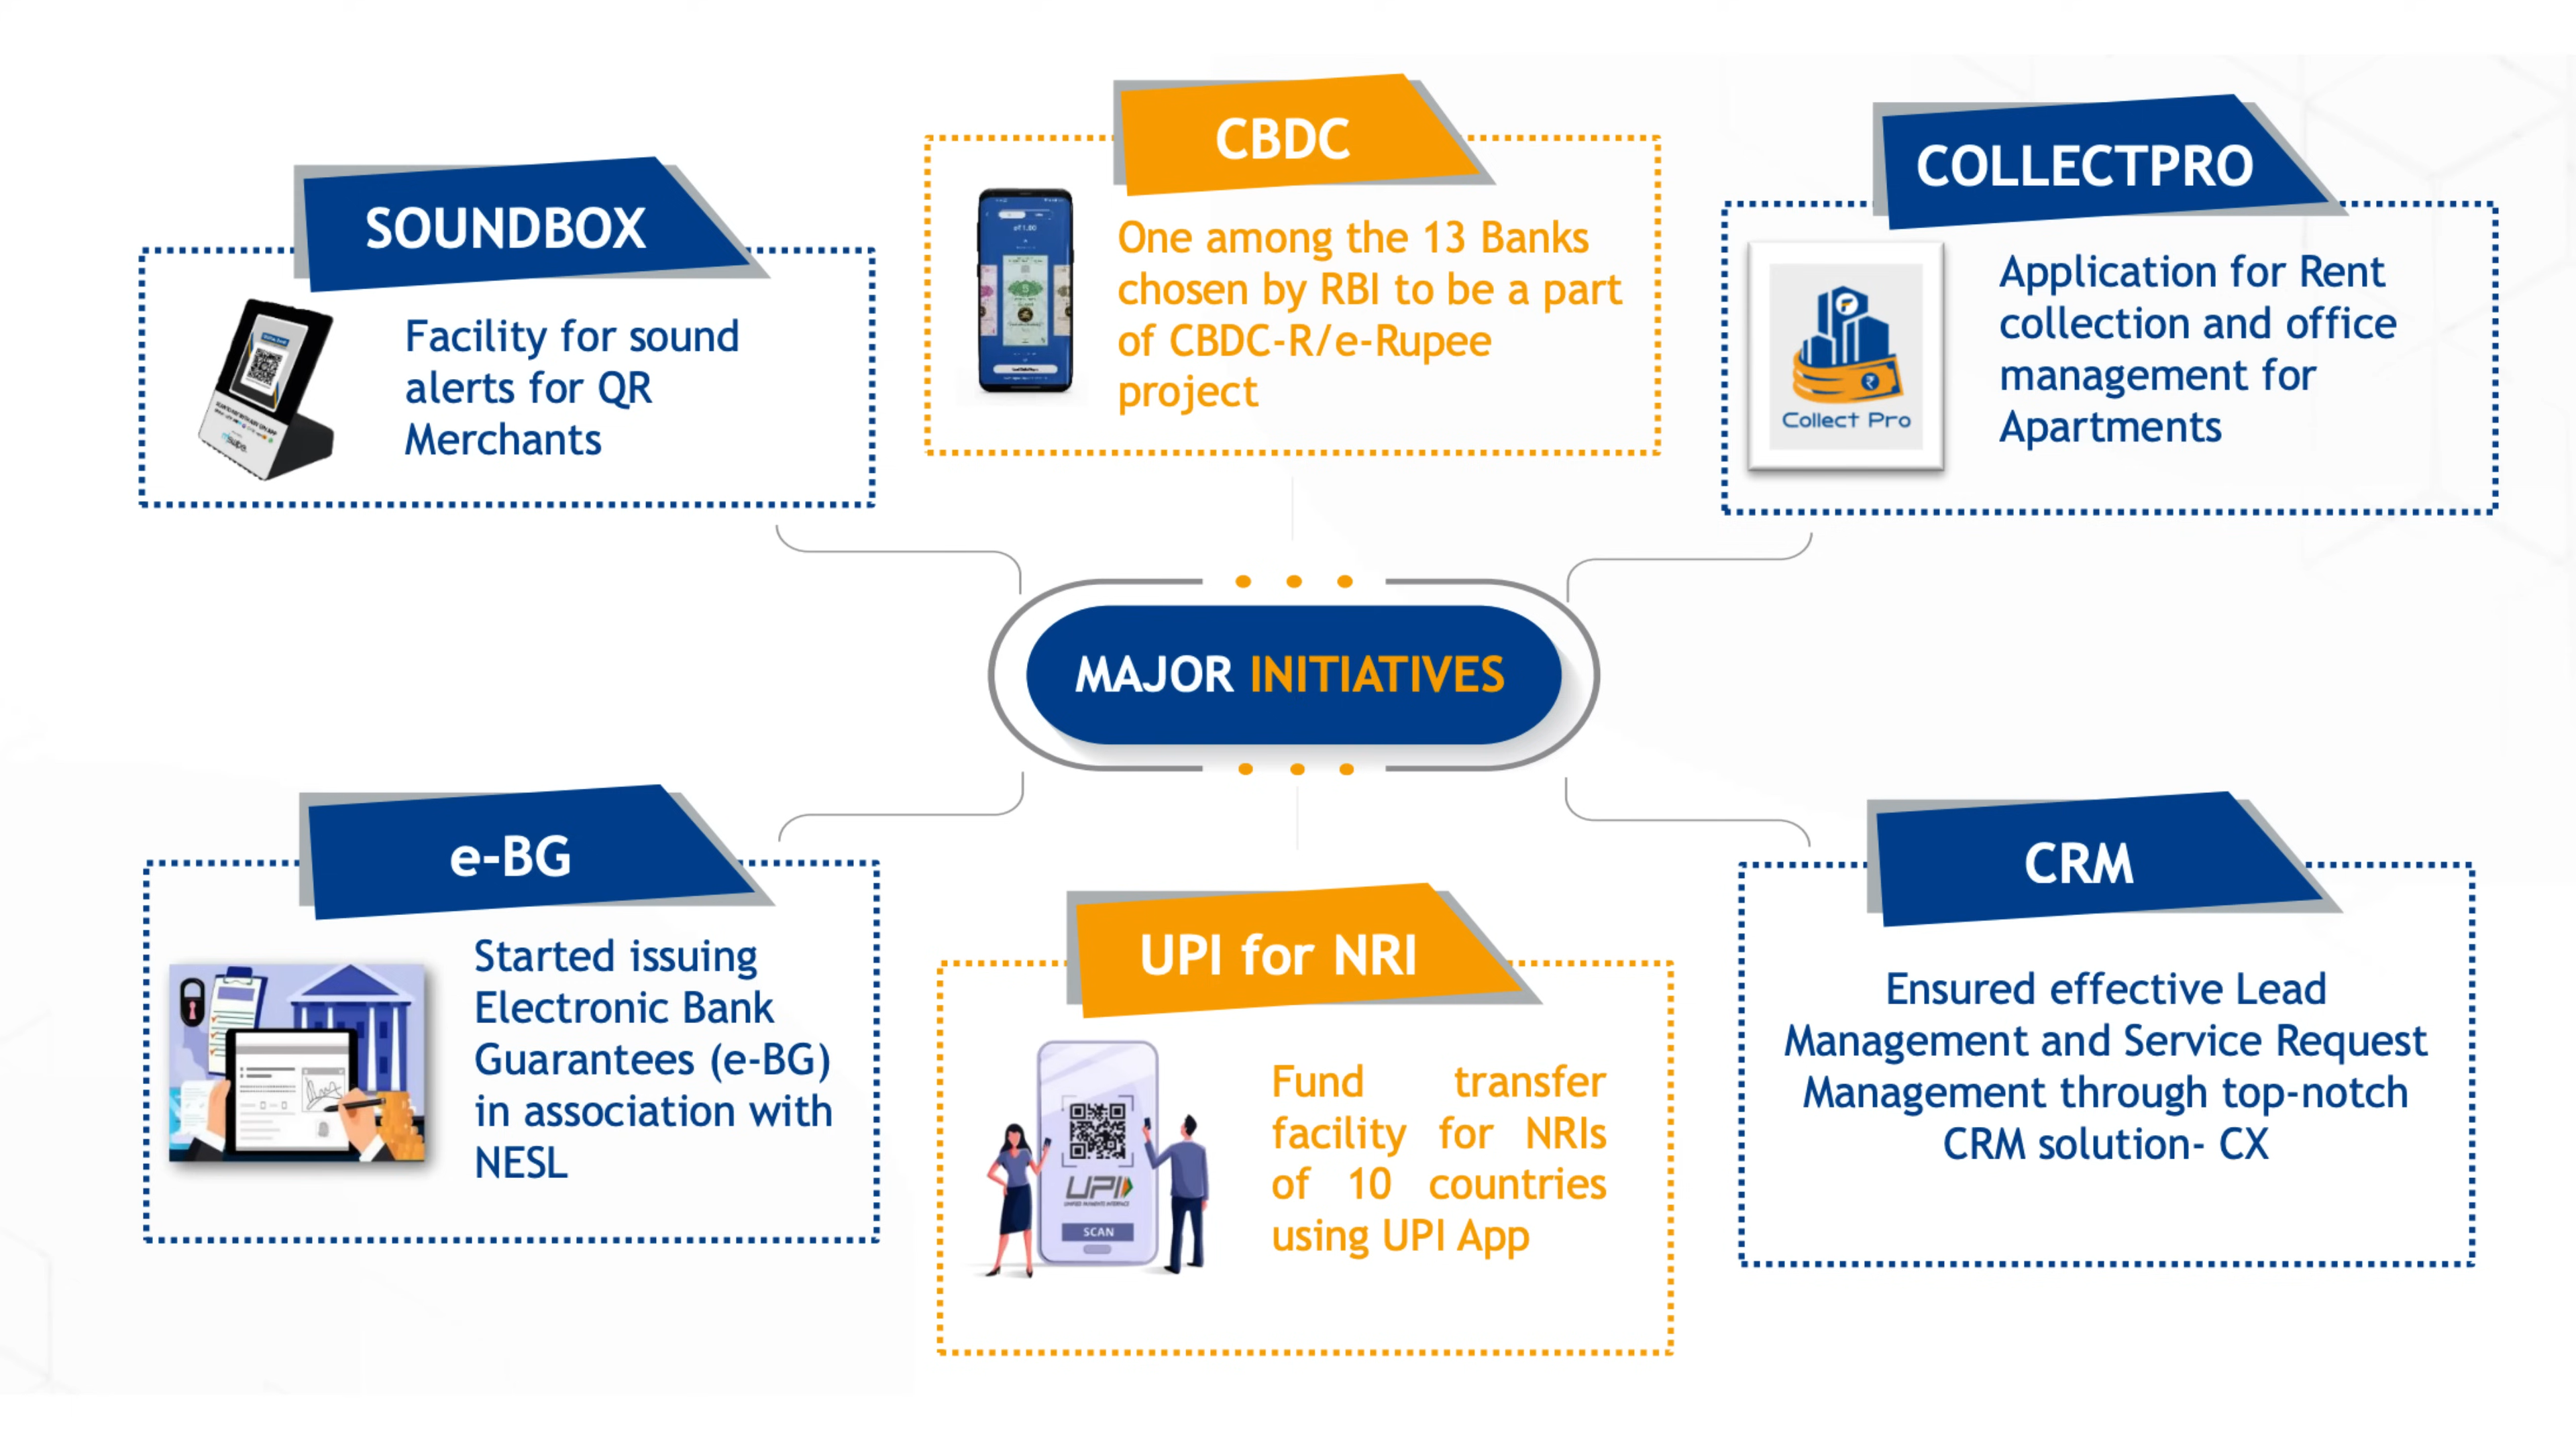 SOUNDBOX
Facility for sound
alerts for QR
Merchants
CBDC
One among the 13 Banks
chosen by RBI to be a part
of CBDC-R/e-Rupee
project
COLLECTPRO
Collect Pro
Application for Rent
collection and office
management for
Apartments
MAJOR INITIATIVES
e-BG
Started issuing
Electronic Bank
Guarantees (e-BG)
in association with
NESL
UPI for NRI
UPI
UNIFIED PAYMENTS INTERFACE
SCAN
Fund transfer
facility for NRIs
of 10 countries
using UPI App
CRM
Ensured effective Lead
Management and Service Request
Management through top-notch
CRM solution- CX